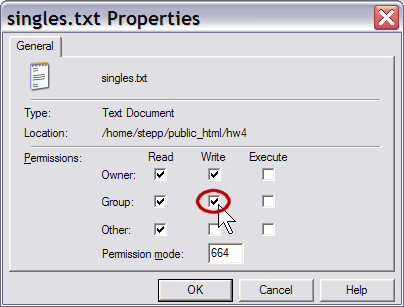 singles.txt Properties
General
singles.txt
Type: Text Document
Location: /home/stepp/public_html/hw4
Permissions: Read Write Execute
Owner:
Group:
Other:
Permission mode: 664
OK Cancel Help